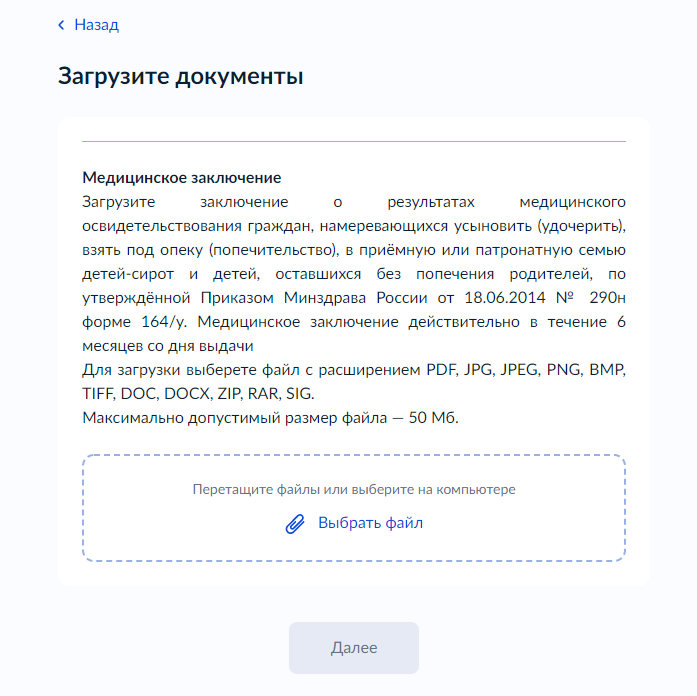 Назад
Загрузите документы
Медицинское заключение
Загрузите заключение о результатах медицинского
освидетельствования граждан, намеревающихся усыновить (удочерить),
взять под опеку (попечительство), в приёмную или патронатную семью
детей-сирот и детей, оставшихся без попечения родителей, по
утверждённой Приказом Минздрава России от 18.06.2014 № 290н
форме 164/у. Медицинское заключение действительно в течение 6
месяцев со дня выдачи
Для загрузки выберете файл с расширением PDF, JPG, JPEG, PNG, BMP,
TIFF, DOC, DOCX, ZIP, RAR, SIG.
Максимально допустимый размер файла — 50 Мб.
Перетащите файлы или выберите на компьютере
Выбрать файл
Далее